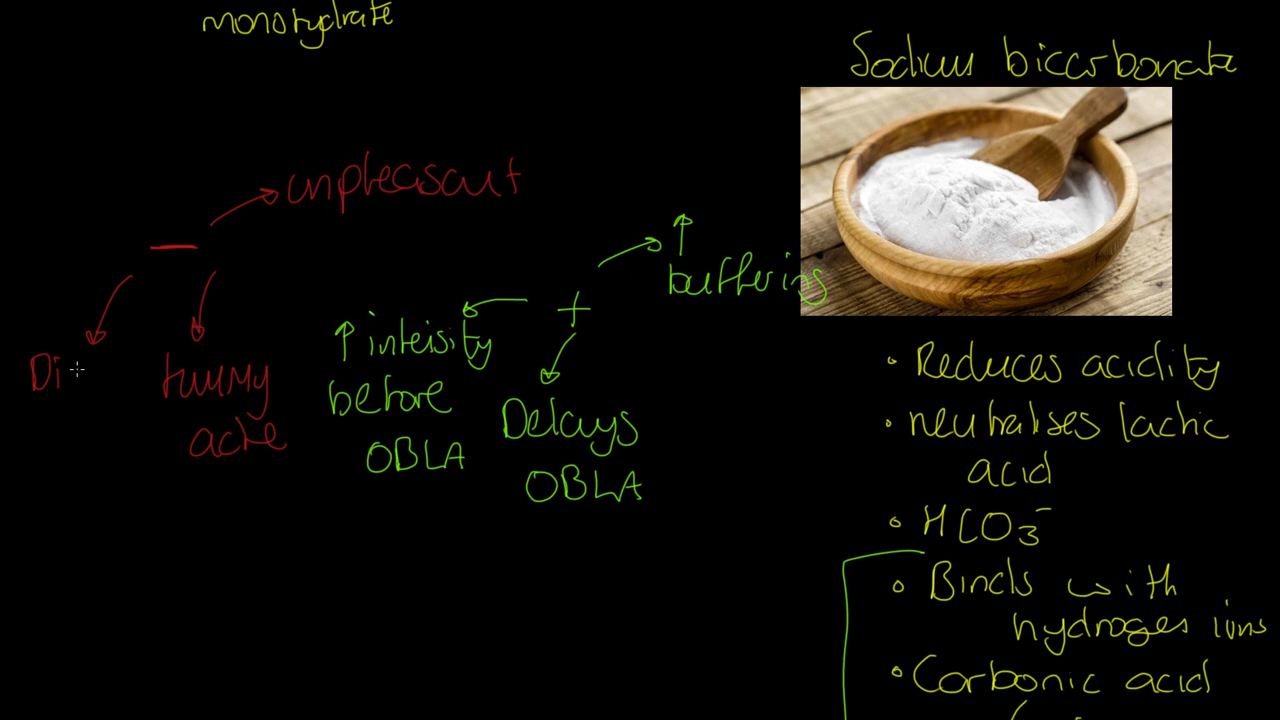 monohydrate
Sodium bicarbonate
unpleasant
—
Di
tummy
ache
+
↑
buffering
↑ intensity
before
OBLA
Delays
OBLA
• Reduces acidity
• neutralises lactic
acid
• HCO3-
• Binds with
hydrogen ions
• Carbonic acid